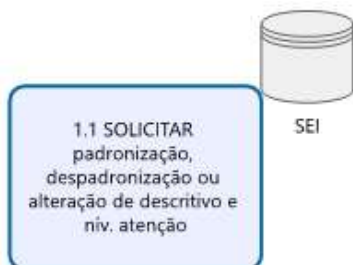 SEI
1.1 SOLICITAR
padronização,
despadronização ou
alteração de descritivo e
nív. atenção